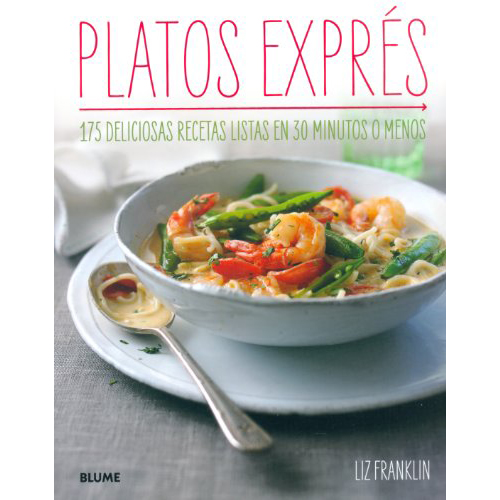 PLATOS EXPRÉS
175 DELICIOSAS RECETAS LISTAS EN 30 MINUTOS O MENOS
LIZ FRANKLIN
BLUME